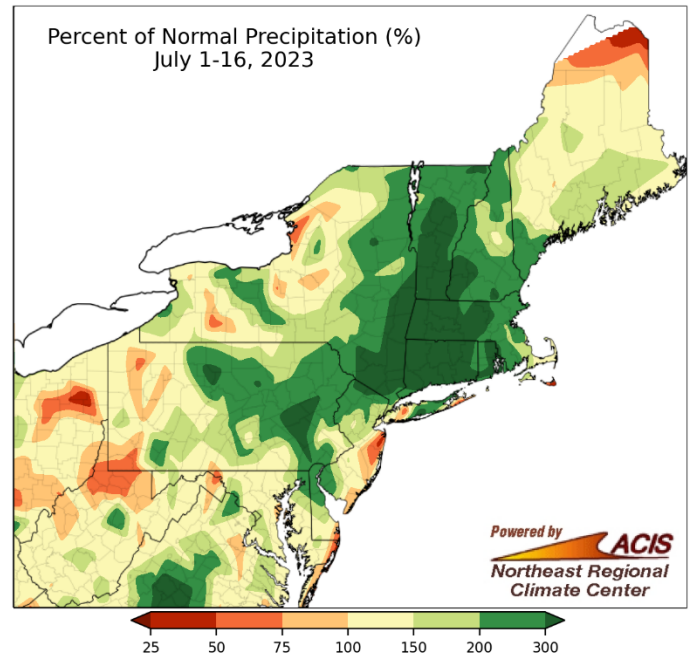 Percent of Normal Precipitation (%)
July 1-16, 2023
Powered by
ACIS
Northeast Regional
Climate Center
25 50 75 100 150 200 300